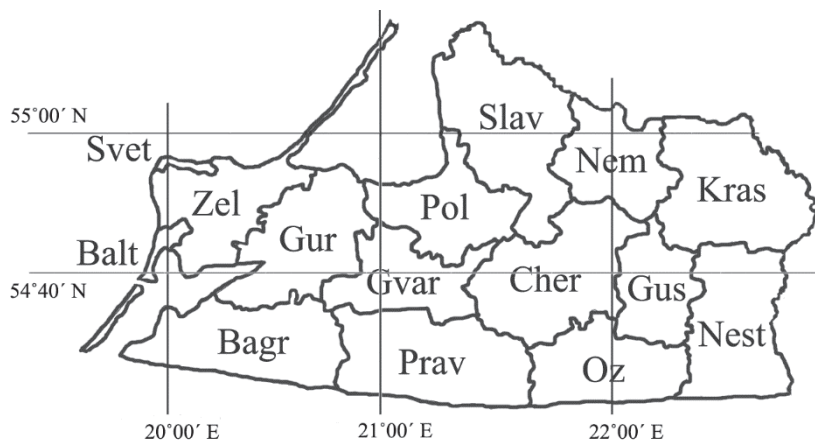 55°00´ N
Slav
Svet
Nem
Zel
Pol
Kras
Gur
Balt
Gvar
Cher
Gus
54°40´ N
Nest
Bagr
Prav
Oz
20°00´ E
21°00´ E
22°00´ E